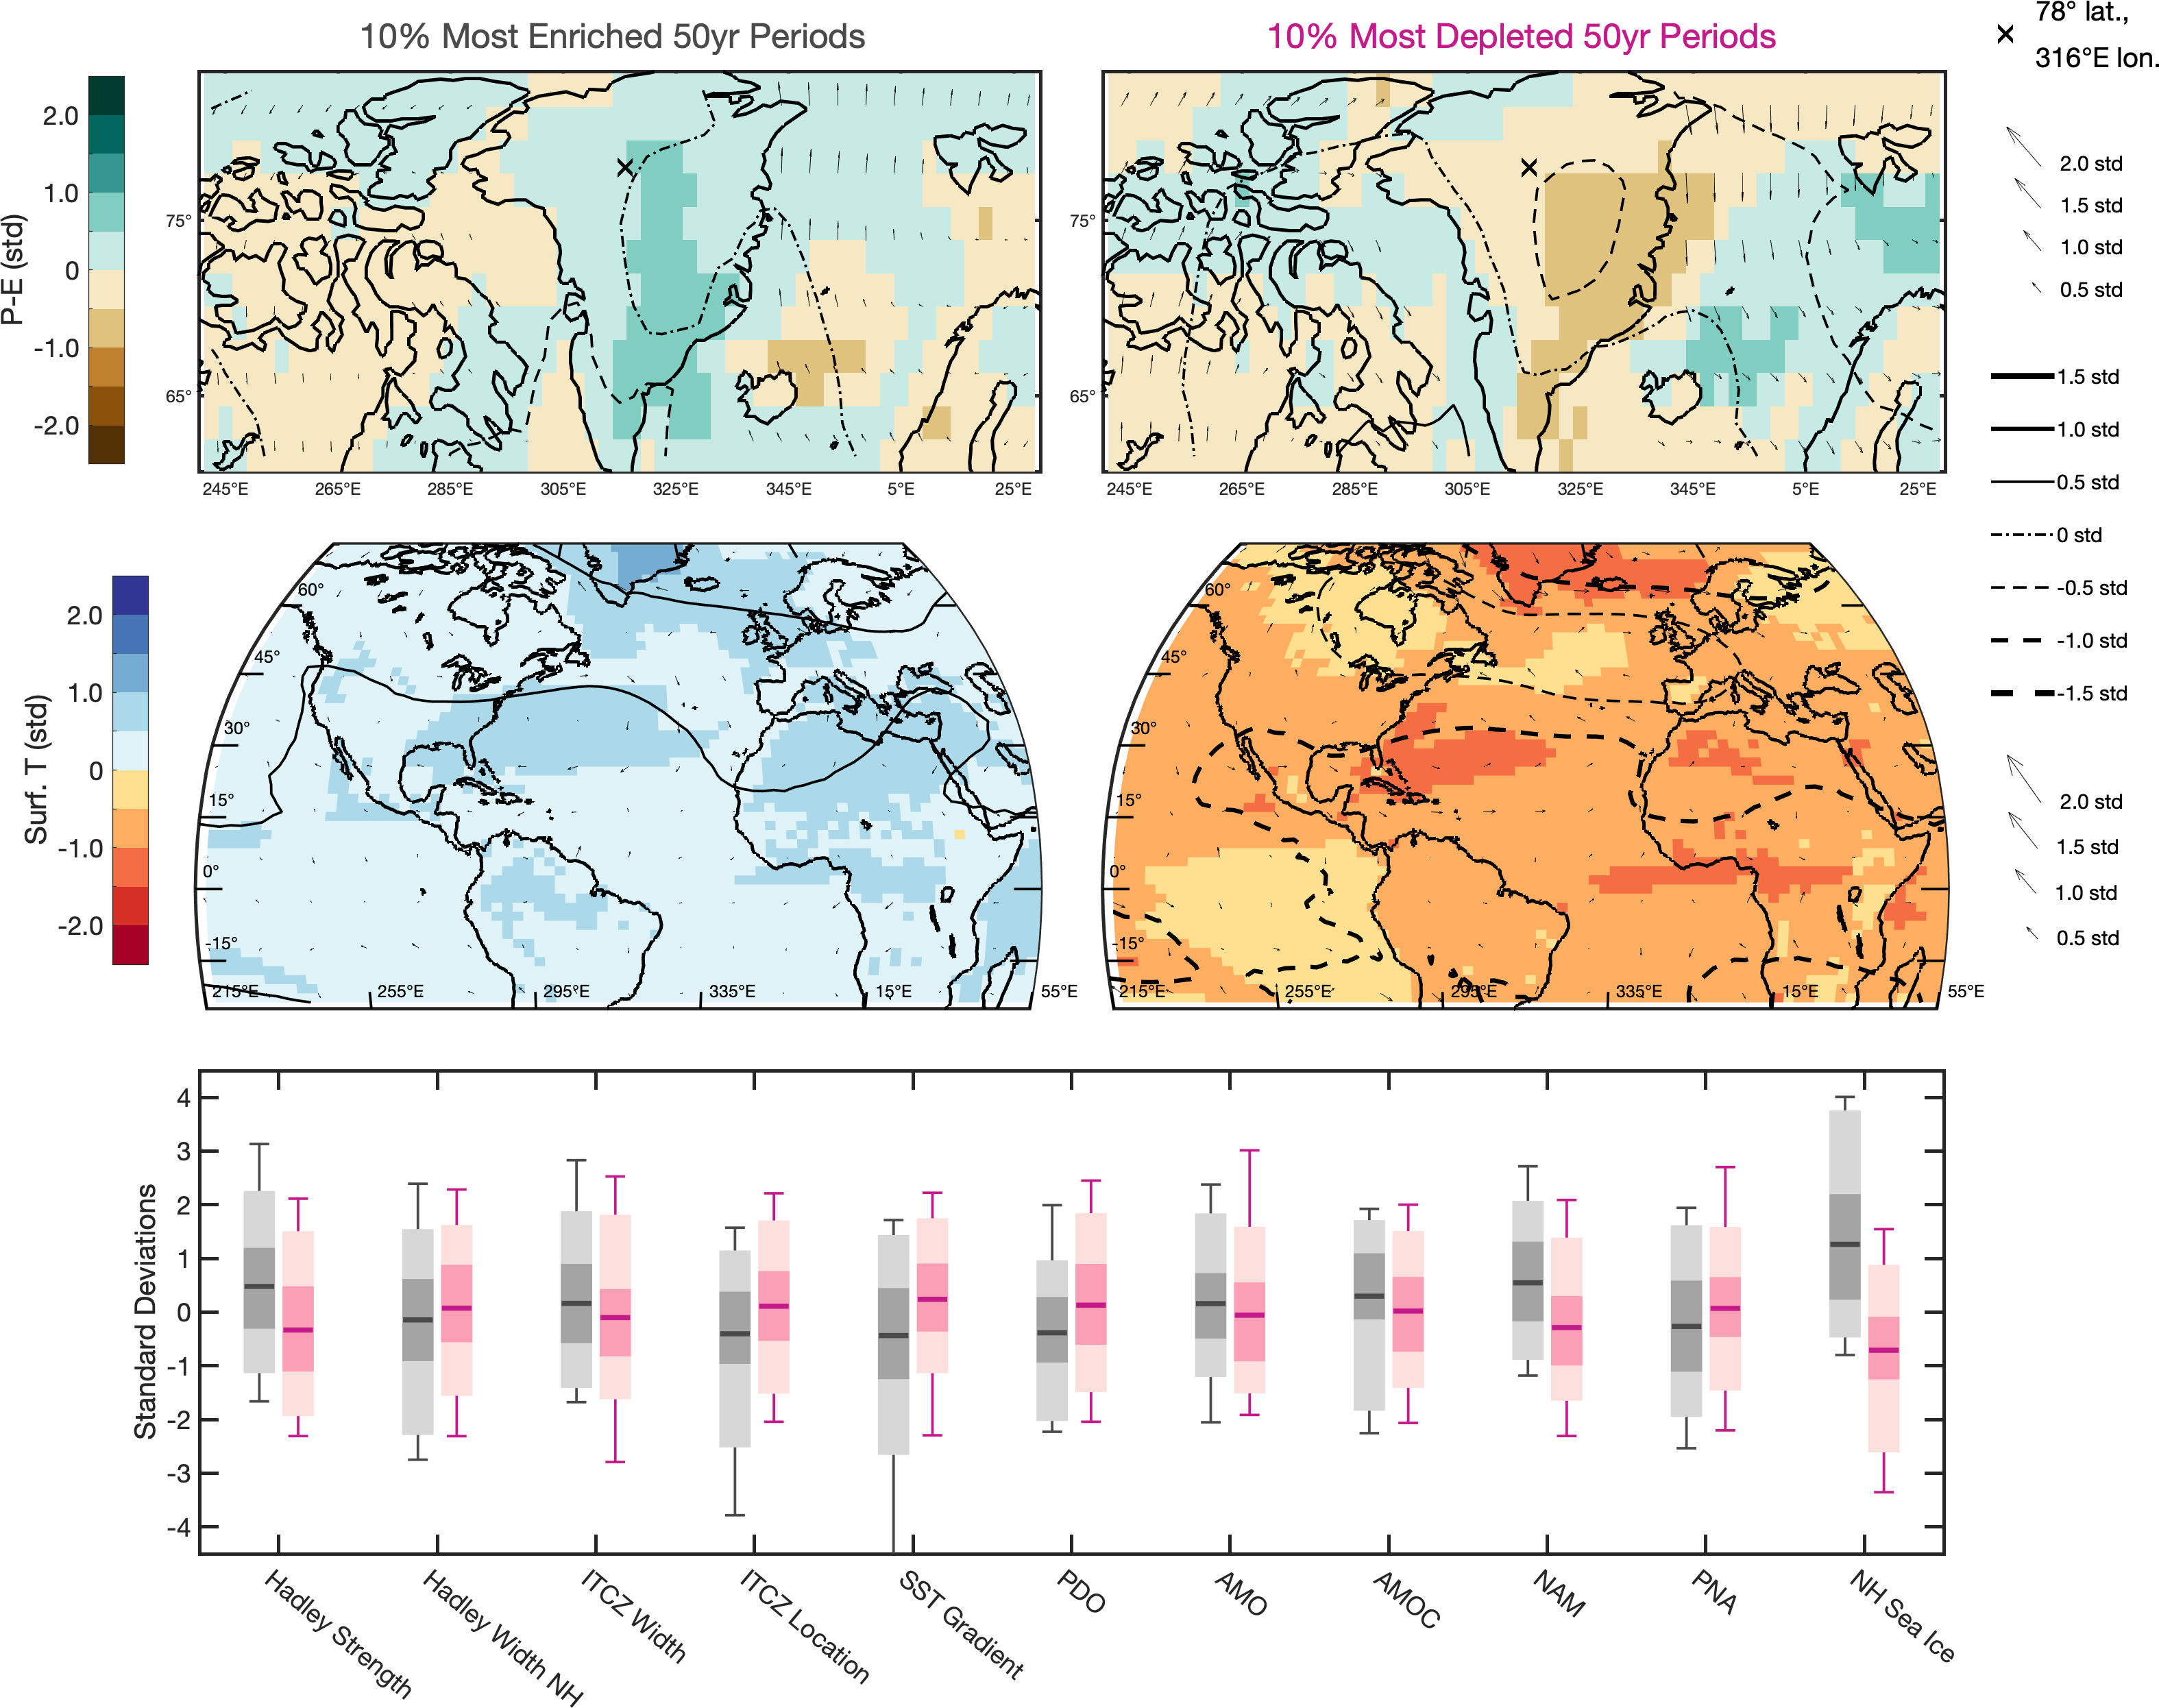 10% Most Enriched 50yr Periods
10% Most Depleted 50yr Periods
78° lat.,
316°E lon.
P-E (std)
2.0
1.0
0
-1.0
-2.0
75°
65°
245°E 265°E 285°E 305°E 325°E 345°E 5°E 25°E
75°
65°
245°E 265°E 285°E 305°E 325°E 345°E 5°E 25°E
2.0 std
1.5 std
1.0 std
0.5 std
1.5 std
1.0 std
0.5 std
0 std
-0.5 std
-1.0 std
-1.5 std
2.0 std
1.5 std
1.0 std
0.5 std
Surf. T (std)
2.0
1.0
0
-1.0
-2.0
60°
45°
30°
15°
0°
-15°
215°E 255°E 295°E 335°E 15°E 55°E
60°
45°
30°
15°
0°
-15°
215°E 255°E 295°E 335°E 15°E 55°E
Standard Deviations
4
3
2
1
0
-1
-2
-3
-4
Hadley Strength
Hadley Width NH
ITCZ Width
ITCZ Location
SST Gradient
PDO
AMO
AMOC
NAM
PNA
NH Sea Ice